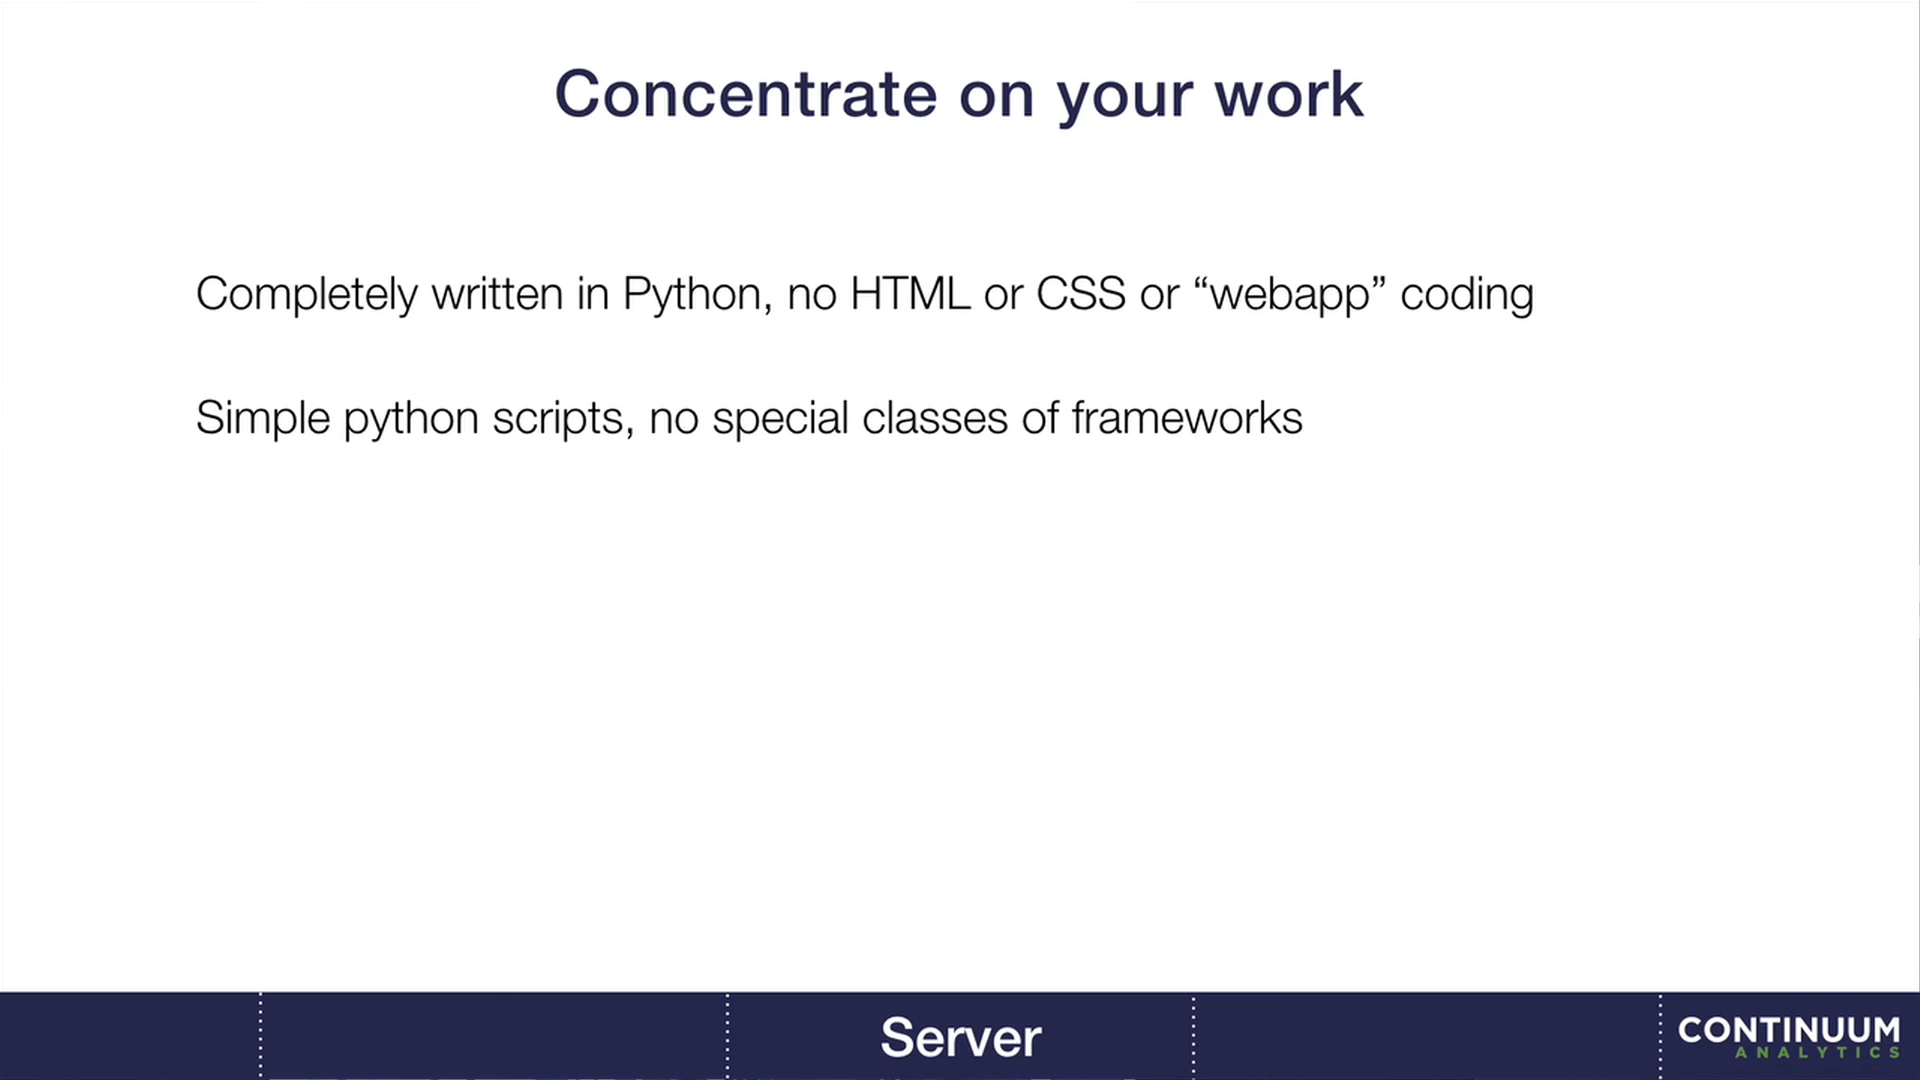 Concentrate on your work
Completely written in Python, no HTML or CSS or “webapp” coding
Simple python scripts, no special classes of frameworks
Server
CONTINUUM
ANALYTICS